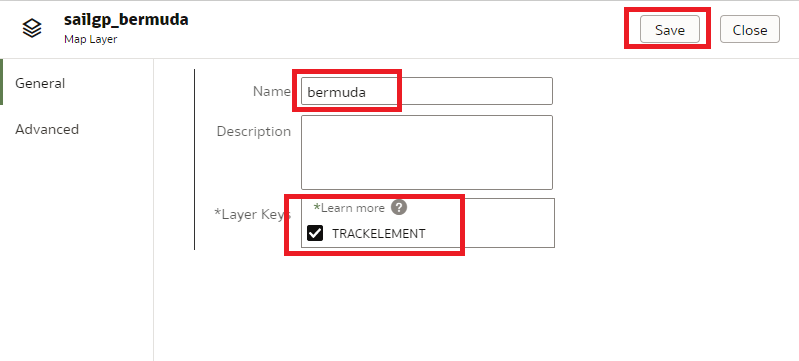 sailgp_bermuda
Map Layer
Save
Close
General
Advanced
Name
bermuda
Description
*Layer Keys
*Learn more ?
TRACKELEMENT